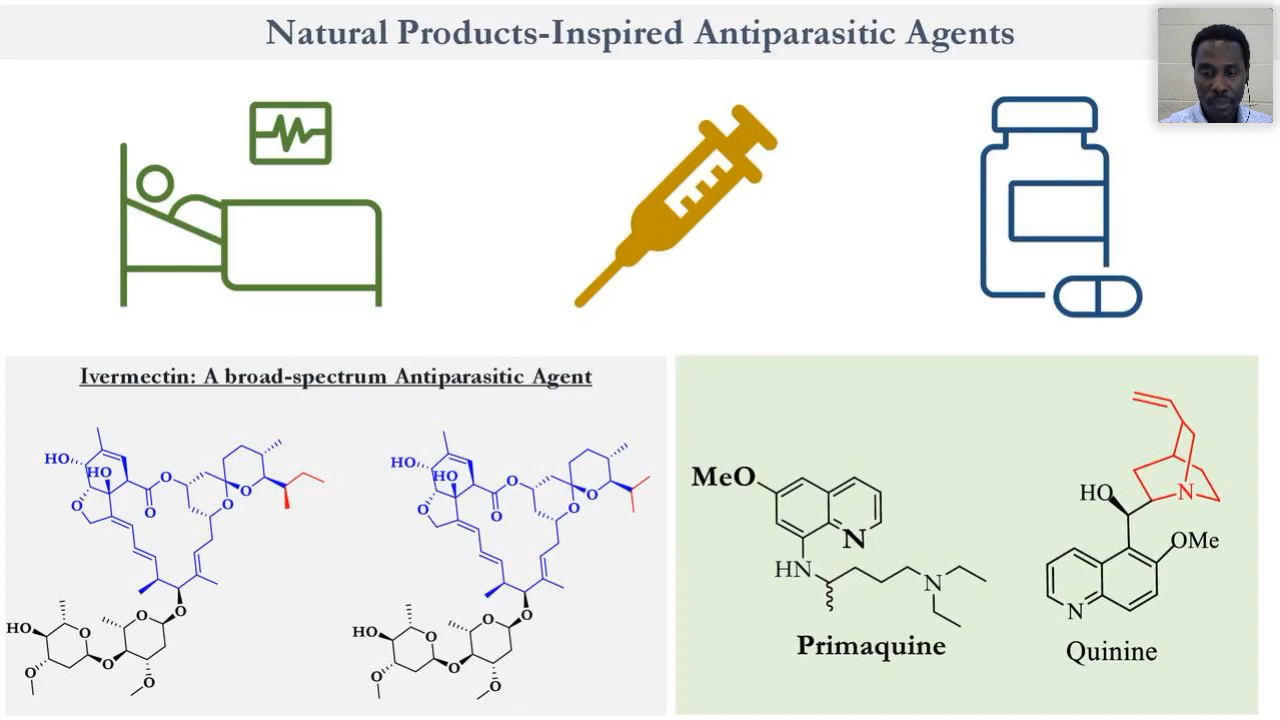 Natural Products-Inspired Antiparasitic Agents
Ivermectin: A broad-spectrum Antiparasitic Agent
HO
HO
O
O
O
O
O
O
O
HO
O
O
O
O
HO
HO
O
O
O
O
O
O
O
HO
O
O
O
O
MeO
N
HN
N
Primaquine
HO
N
OMe
N
Quinine